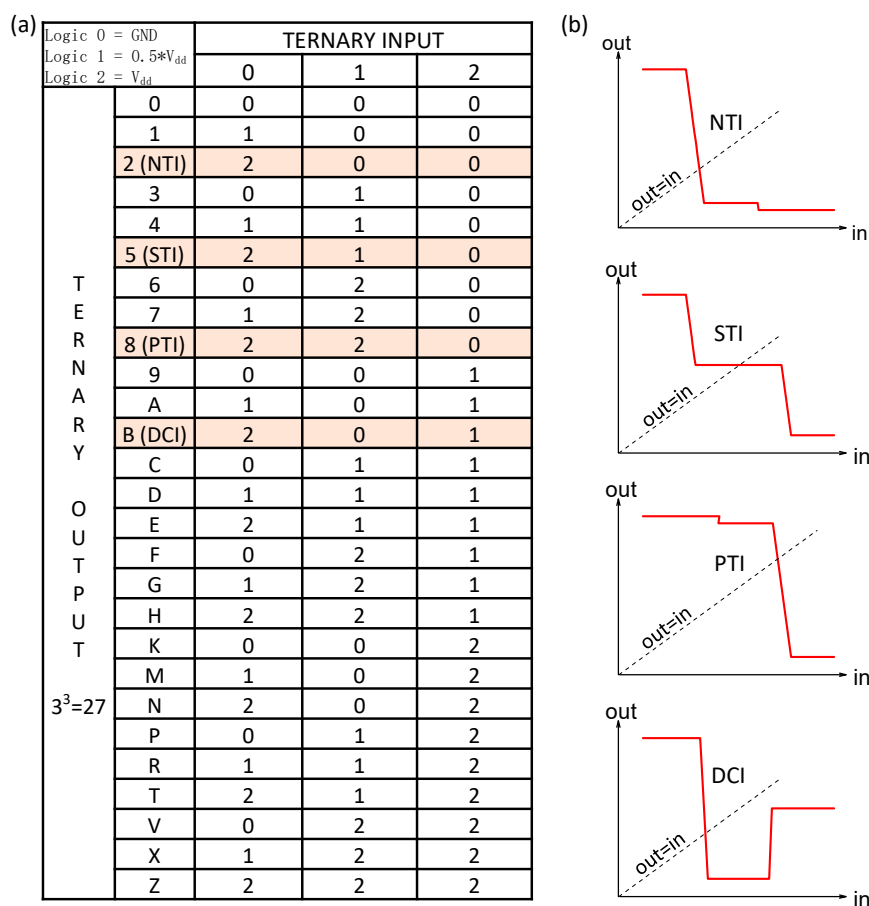 (a)
Logic 0 = GND
Logic 1 = 0.5*Vdd
Logic 2 = Vdd
TERNARY INPUT
0 1 2
TERNARY OUTPUT
3³=27
0 0 0 0
1 1 0 0
2 (NTI) 2 0 0
3 0 1 0
4 1 1 0
5 (STI) 2 1 0
6 0 2 0
7 1 2 0
8 (PTI) 2 2 0
9 0 0 1
A 1 0 1
B (DCI) 2 0 1
C 0 1 1
D 1 1 1
E 2 1 1
F 0 2 1
G 1 2 1
H 2 2 1
K 0 0 2
M 1 0 2
N 2 0 2
P 0 1 2
R 1 1 2
T 2 1 2
V 0 2 2
X 1 2 2
Z 2 2 2
(b)
out
NTI
out=in
in
out
STI
out=in
in
out
PTI
out=in
in
out
DCI
out=in
in